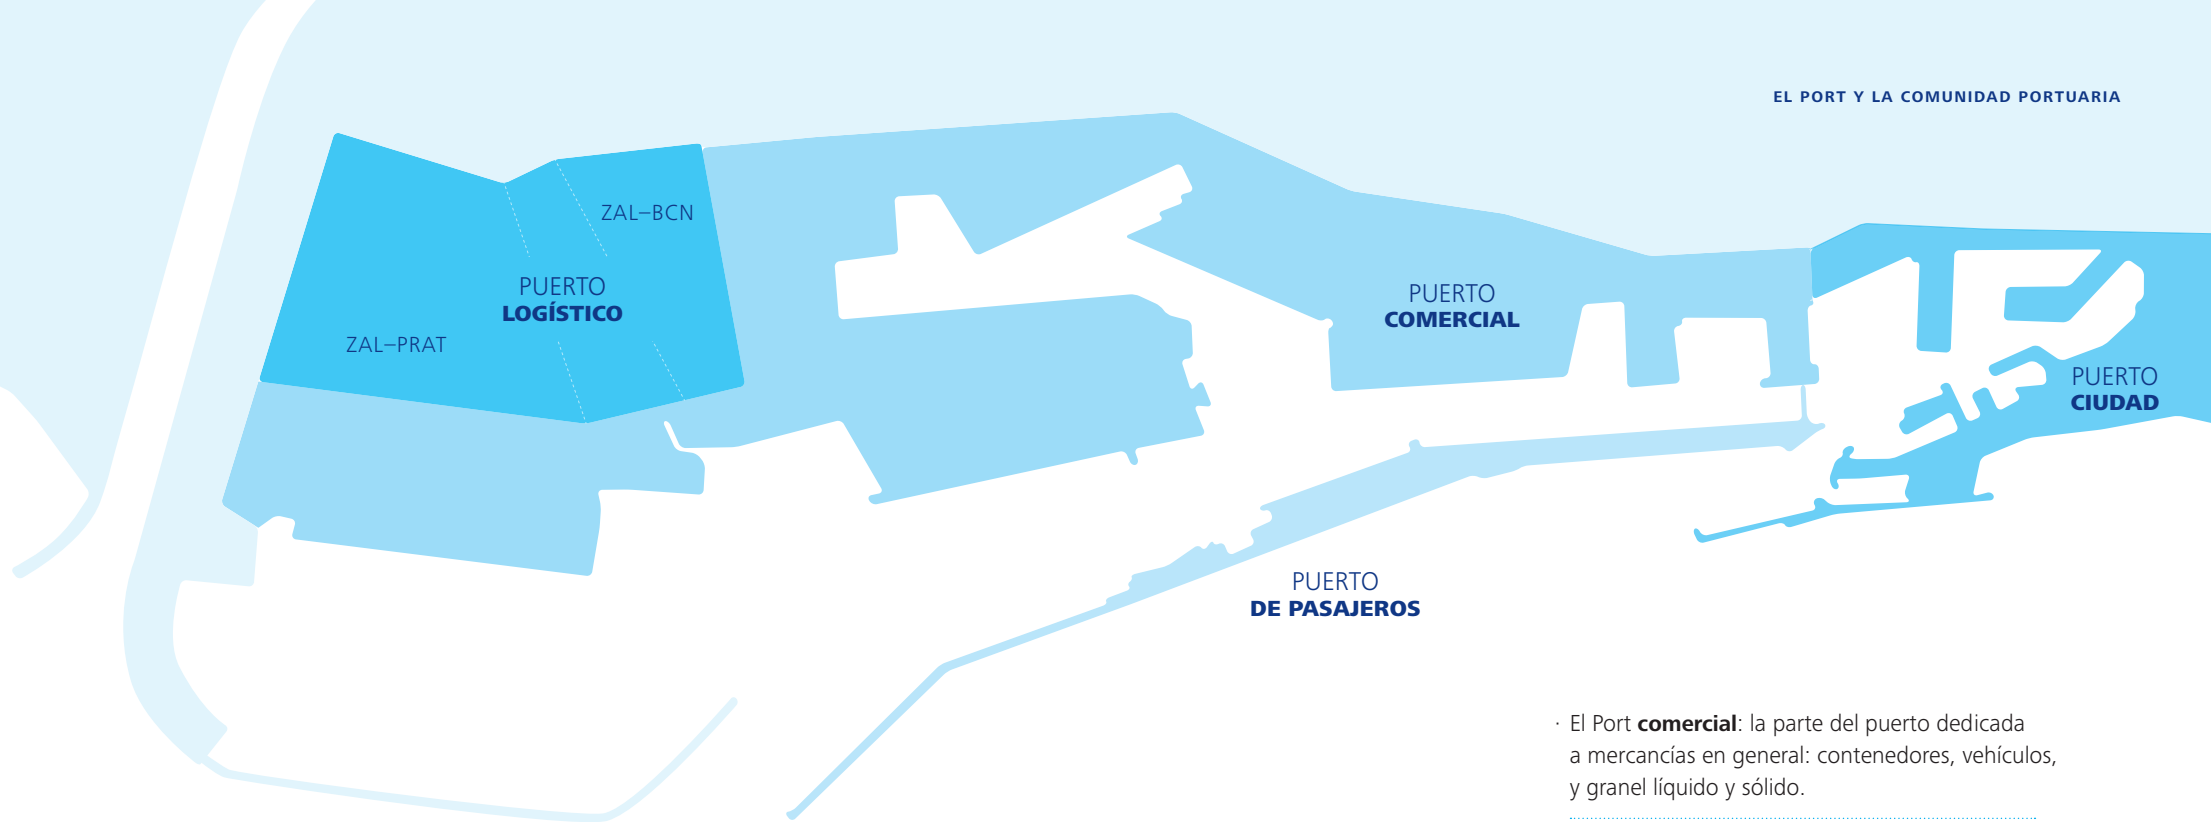 EL PORT Y LA COMUNIDAD PORTUARIA
ZAL–BCN
PUERTO
LOGÍSTICO
ZAL–PRAT
PUERTO
COMERCIAL
PUERTO
CIUDAD
PUERTO
DE PASAJEROS
· El Port comercial: la parte del puerto dedicada
a mercancías en general: contenedores, vehículos,
y granel líquido y sólido.